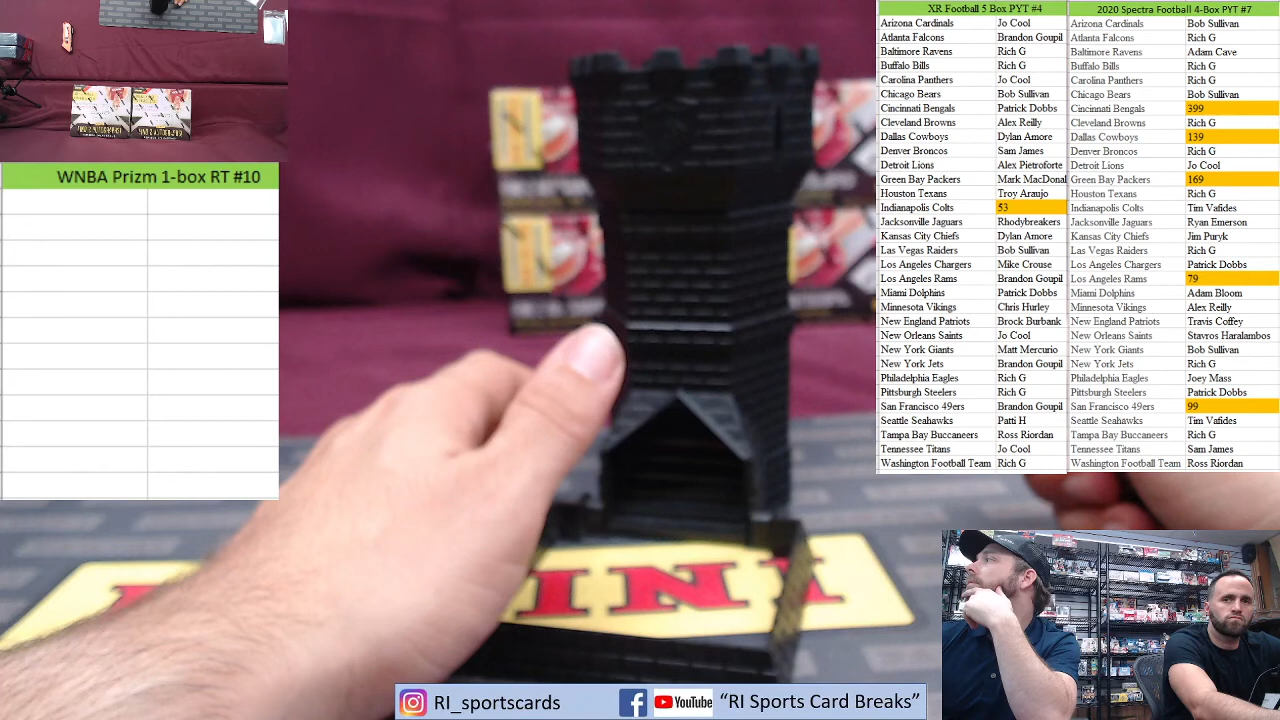 WNBA Prizm 1-box RT #10
XR Football 5 Box PYT #4
Arizona Cardinals Jo Cool
Atlanta Falcons Brandon Goupil
Baltimore Ravens Rich G
Buffalo Bills Rich G
Carolina Panthers Jo Cool
Chicago Bears Bob Sullivan
Cincinnati Bengals Patrick Dobbs
Cleveland Browns Alex Reilly
Dallas Cowboys Dylan Amore
Denver Broncos Sam James
Detroit Lions Alex Pietroforte
Green Bay Packers Mark MacDonal
Houston Texans Troy Araujo
Indianapolis Colts 53
Jacksonville Jaguars Rhodybreakers
Kansas City Chiefs Dylan Amore
Las Vegas Raiders Bob Sullivan
Los Angeles Chargers Mike Crouse
Los Angeles Rams Brandon Goupil
Miami Dolphins Patrick Dobbs
Minnesota Vikings Chris Hurley
New England Patriots Brock Burbank
New Orleans Saints Jo Cool
New York Giants Matt Mercurio
New York Jets Brandon Goupil
Philadelphia Eagles Rich G
Pittsburgh Steelers Rich G
San Francisco 49ers Brandon Goupil
Seattle Seahawks Patti H
Tampa Bay Buccaneers Ross Riordan
Tennessee Titans Jo Cool
Washington Football Team Rich G
2020 Spectra Football 4-Box PYT #7
Arizona Cardinals Bob Sullivan
Atlanta Falcons Rich G
Baltimore Ravens Adam Cave
Buffalo Bills Rich G
Carolina Panthers Rich G
Chicago Bears Bob Sullivan
Cincinnati Bengals 399
Cleveland Browns Rich G
Dallas Cowboys 139
Denver Broncos Rich G
Detroit Lions Jo Cool
Green Bay Packers 169
Houston Texans Rich G
Indianapolis Colts Tim Vafides
Jacksonville Jaguars Ryan Emerson
Kansas City Chiefs Jim Puryk
Las Vegas Raiders Rich G
Los Angeles Chargers Patrick Dobbs
Los Angeles Rams 79
Miami Dolphins Adam Bloom
Minnesota Vikings Alex Reilly
New England Patriots Travis Coffey
New Orleans Saints Stavros Haralambos
New York Giants Bob Sullivan
New York Jets Rich G
Philadelphia Eagles Joey Mass
Pittsburgh Steelers Patrick Dobbs
San Francisco 49ers 99
Seattle Seahawks Tim Vafides
Tampa Bay Buccaneers Rich G
Tennessee Titans Sam James
Washington Football Team Ross Riordan
INI
RI_sportscards
YouTube
"RI Sports Card Breaks"